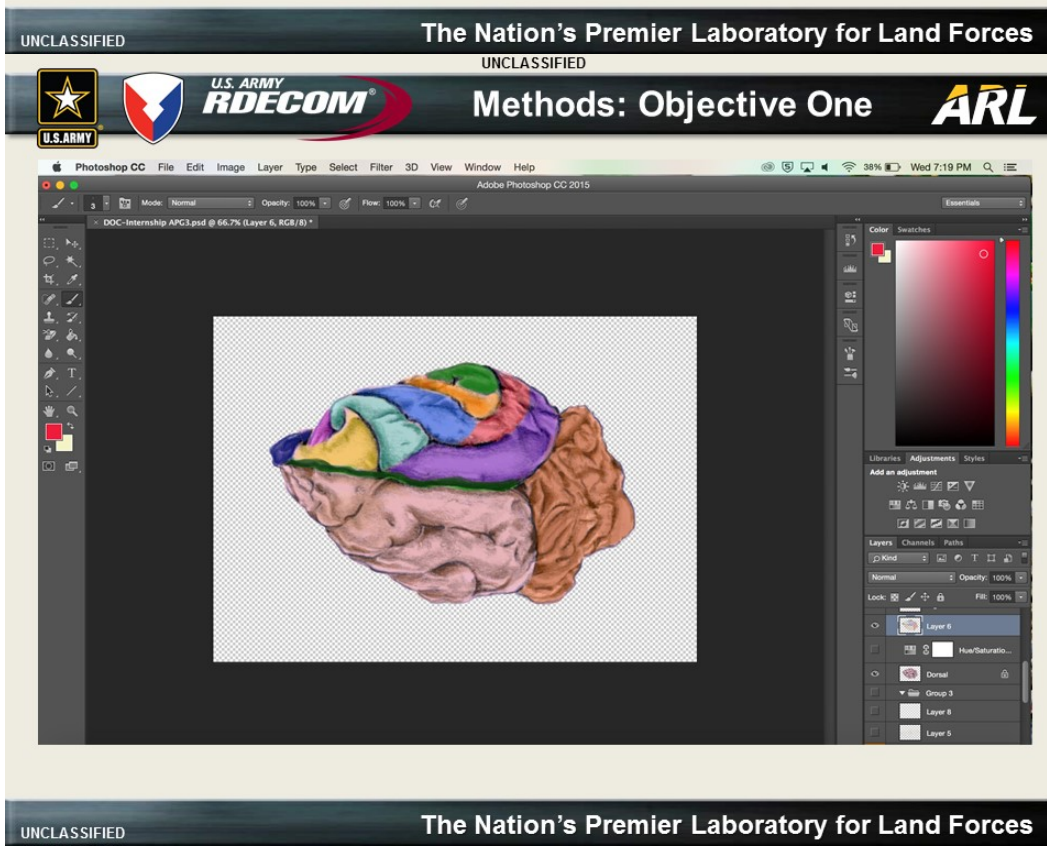 The Nation's Premier Laboratory for Land Forces
UNCLASSIFIED
UNCLASSIFIED
U.S. ARMY
RDECOM®
Methods: Objective One
ARL
U.S.ARMY
Photoshop CC File Edit Image Layer Type Select Filter 3D View Window Help 38% Wed 7:19 PM
Adobe Photoshop CC 2015
3 Mode: Normal Opacity: 100% Flow: 100% Essentials
× DOC-Internship APG3.psd @ 66.7% (Layer 6, RGB/8) *
Color Swatches
Libraries Adjustments Styles
Add an adjustment
Layers Channels Paths
Kind
Normal Opacity: 100%
Lock: Fill: 100%
Layer 6
Hue/Saturatio...
Dorsal
Group 3
Layer 8
Layer 5
The Nation's Premier Laboratory for Land Forces
UNCLASSIFIED